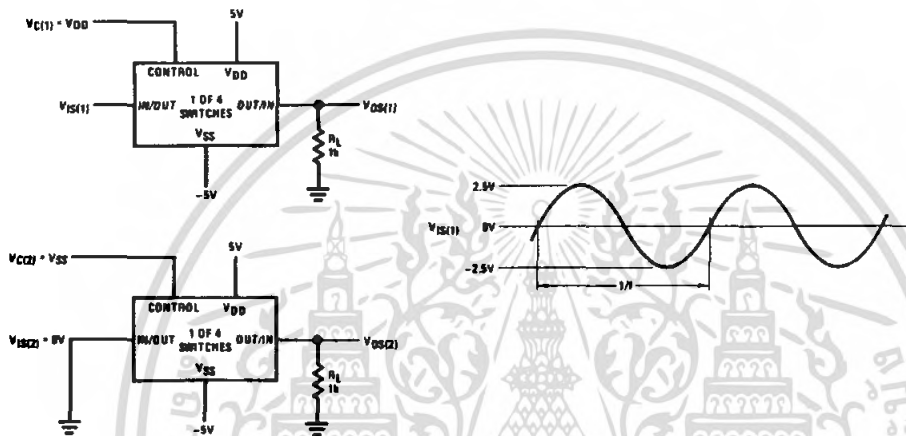 VC(1) = VDD
5V
CONTROL VDD
VIS(1)
IN/OUT 1 OF 4 SWITCHES OUT/IN
VOS(1)
VSS
RL
1k
-5V
2.5V
VIS(1) 0V
-2.5V
1/f
VC(2) = VSS
5V
CONTROL VDD
VIS(2) = 0V
IN/OUT 1 OF 4 SWITCHES OUT/IN
VOS(2)
VSS
RL
1k
-5V